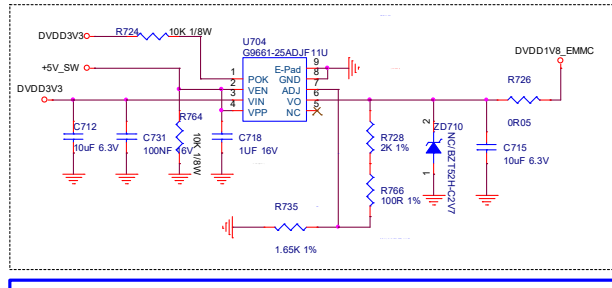 DVDD3V3
R724
10K 1/8W
U704
G9661-25ADJF11U
DVDD1V8_EMMC
+5V_SW
DVDD3V3
1
2
3
4
POK
VEN
VIN
VPP
E-Pad
GND
ADJ
VO
NC
9
8
7
6
5
R726
0R05
C712
10uF 6.3V
C731
100NF 16V
R764
10K 1/8W
C718
1UF 16V
R728
2K 1%
R766
100R 1%
2
1
ZD710
NC/BZT52H-C2V7
C715
10uF 6.3V
R735
1.65K 1%